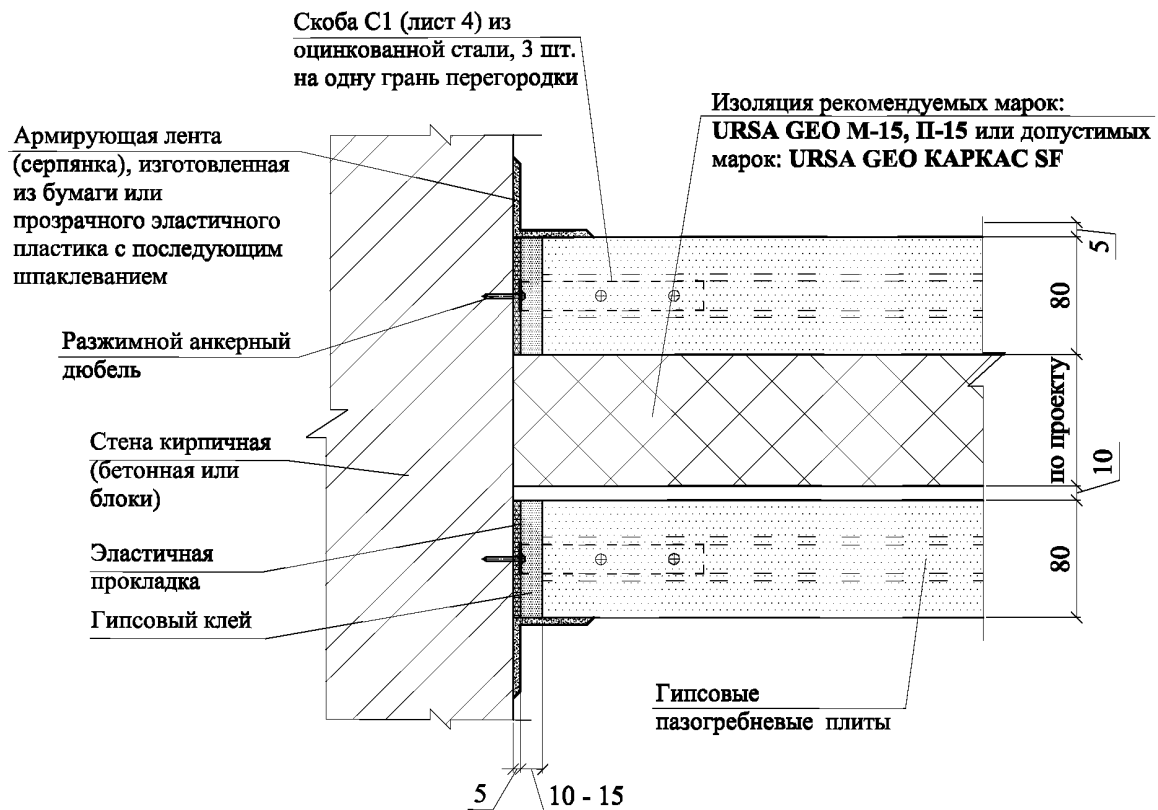 Скоба С1 (лист 4) из
оцинкованной стали, 3 шт.
на одну грань перегородки
Изоляция рекомендуемых марок:
URSA GEO М-15, П-15 или допустимых
марок: URSA GEO КАРКАС SF
Армирующая лента
(серпянка), изготовленная
из бумаги или
прозрачного эластичного
пластика с последующим
шпаклеванием
Разжимной анкерный
дюбель
Стена кирпичная
(бетонная или
блоки)
Эластичная
прокладка
Гипсовый клей
5
80
по проекту
10
80
Гипсовые
пазогребневые плиты
5
10 - 15